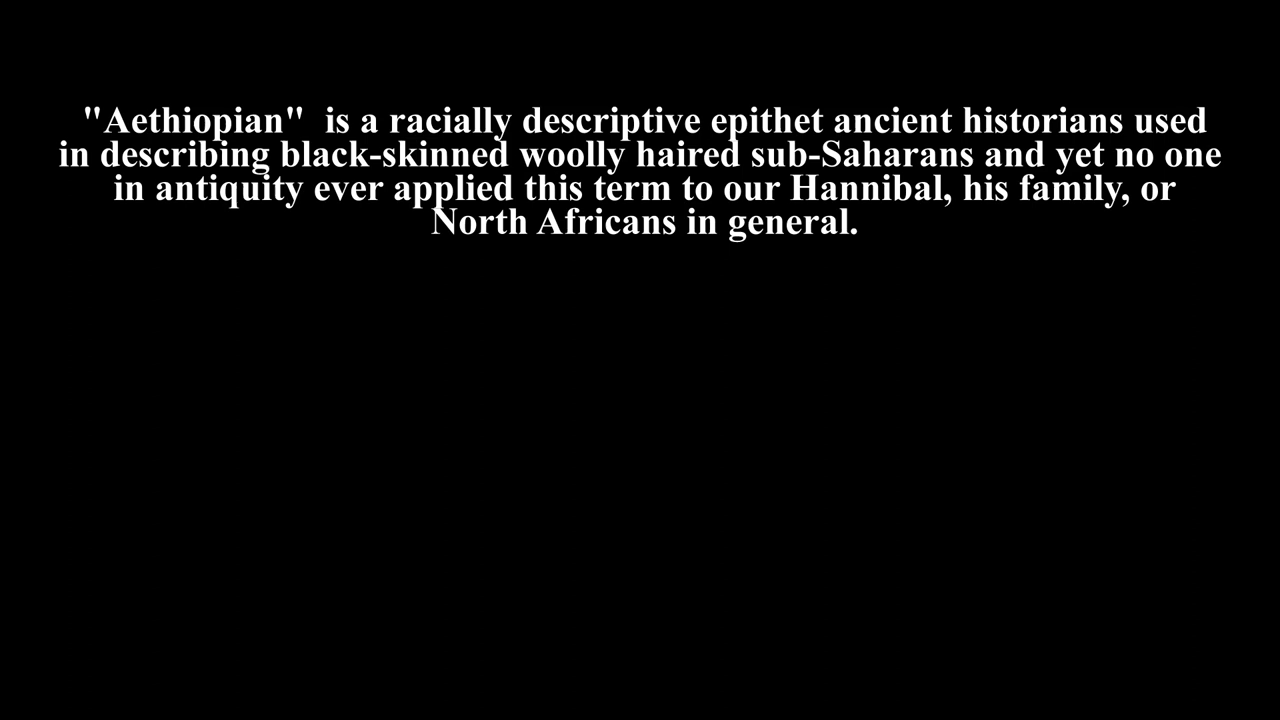 "Aethiopian"  is a racially descriptive epithet ancient historians used
in describing black-skinned woolly haired sub-Saharans and yet no one
in antiquity ever applied this term to our Hannibal, his family, or
North Africans in general.